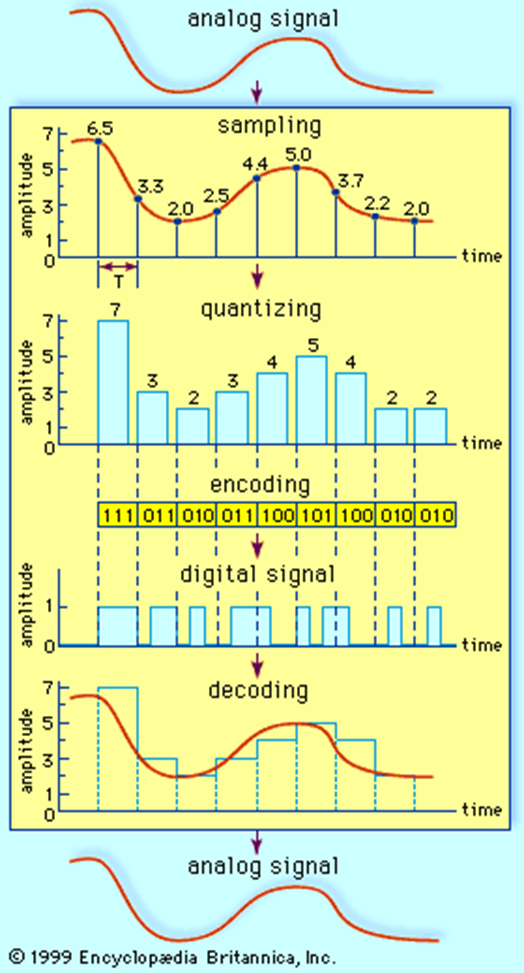 analog signal
sampling
amplitude
7
5
3
1
0
6.5
3.3
2.0
2.5
4.4
5.0
3.7
2.2
2.0
time
T
quantizing
amplitude
7
5
3
1
0
7
3
2
3
4
5
4
2
2
time
encoding
111 011 010 011 100 101 100 010 010
digital signal
amplitude
1
0
time
decoding
amplitude
7
5
3
1
0
time
analog signal
© 1999 Encyclopædia Britannica, Inc.